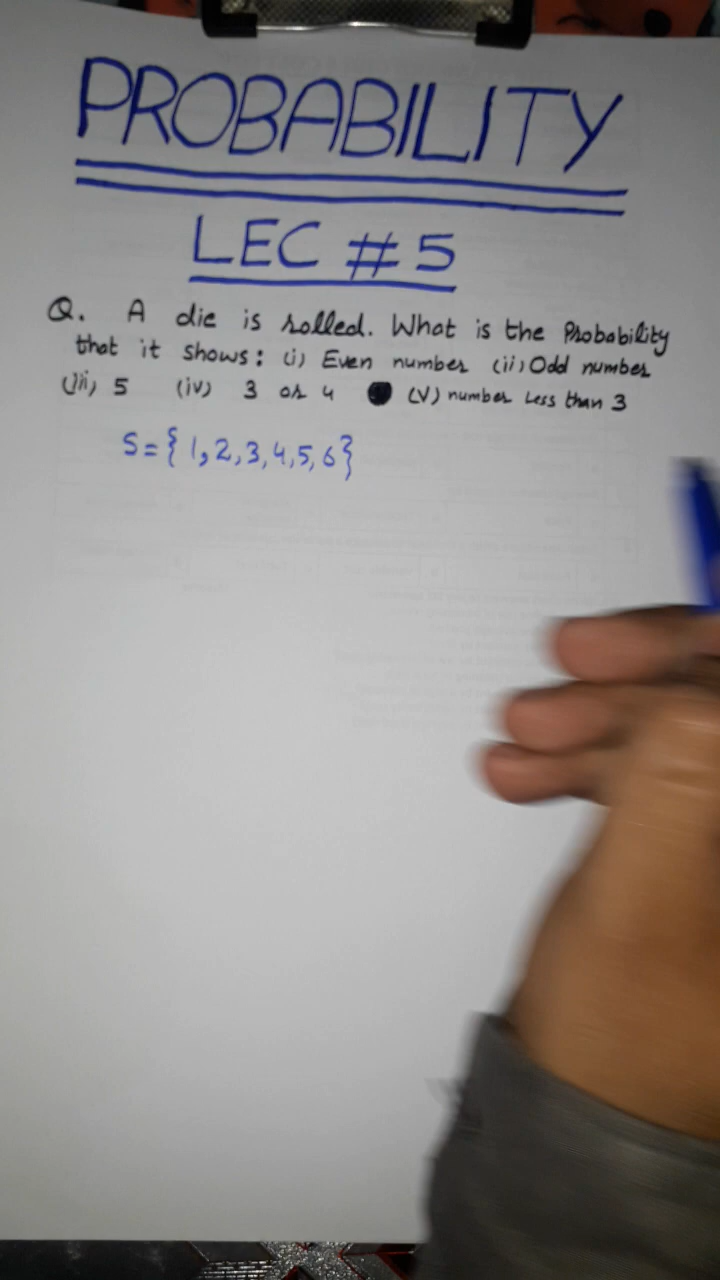 PROBABILITY
LEC # 5
Q. A die is rolled. What is the Probability
that it shows: (i) Even number (ii) Odd number
(iii) 5 (iv) 3 or 4 (V) number Less than 3
S = { 1, 2, 3, 4, 5, 6 }